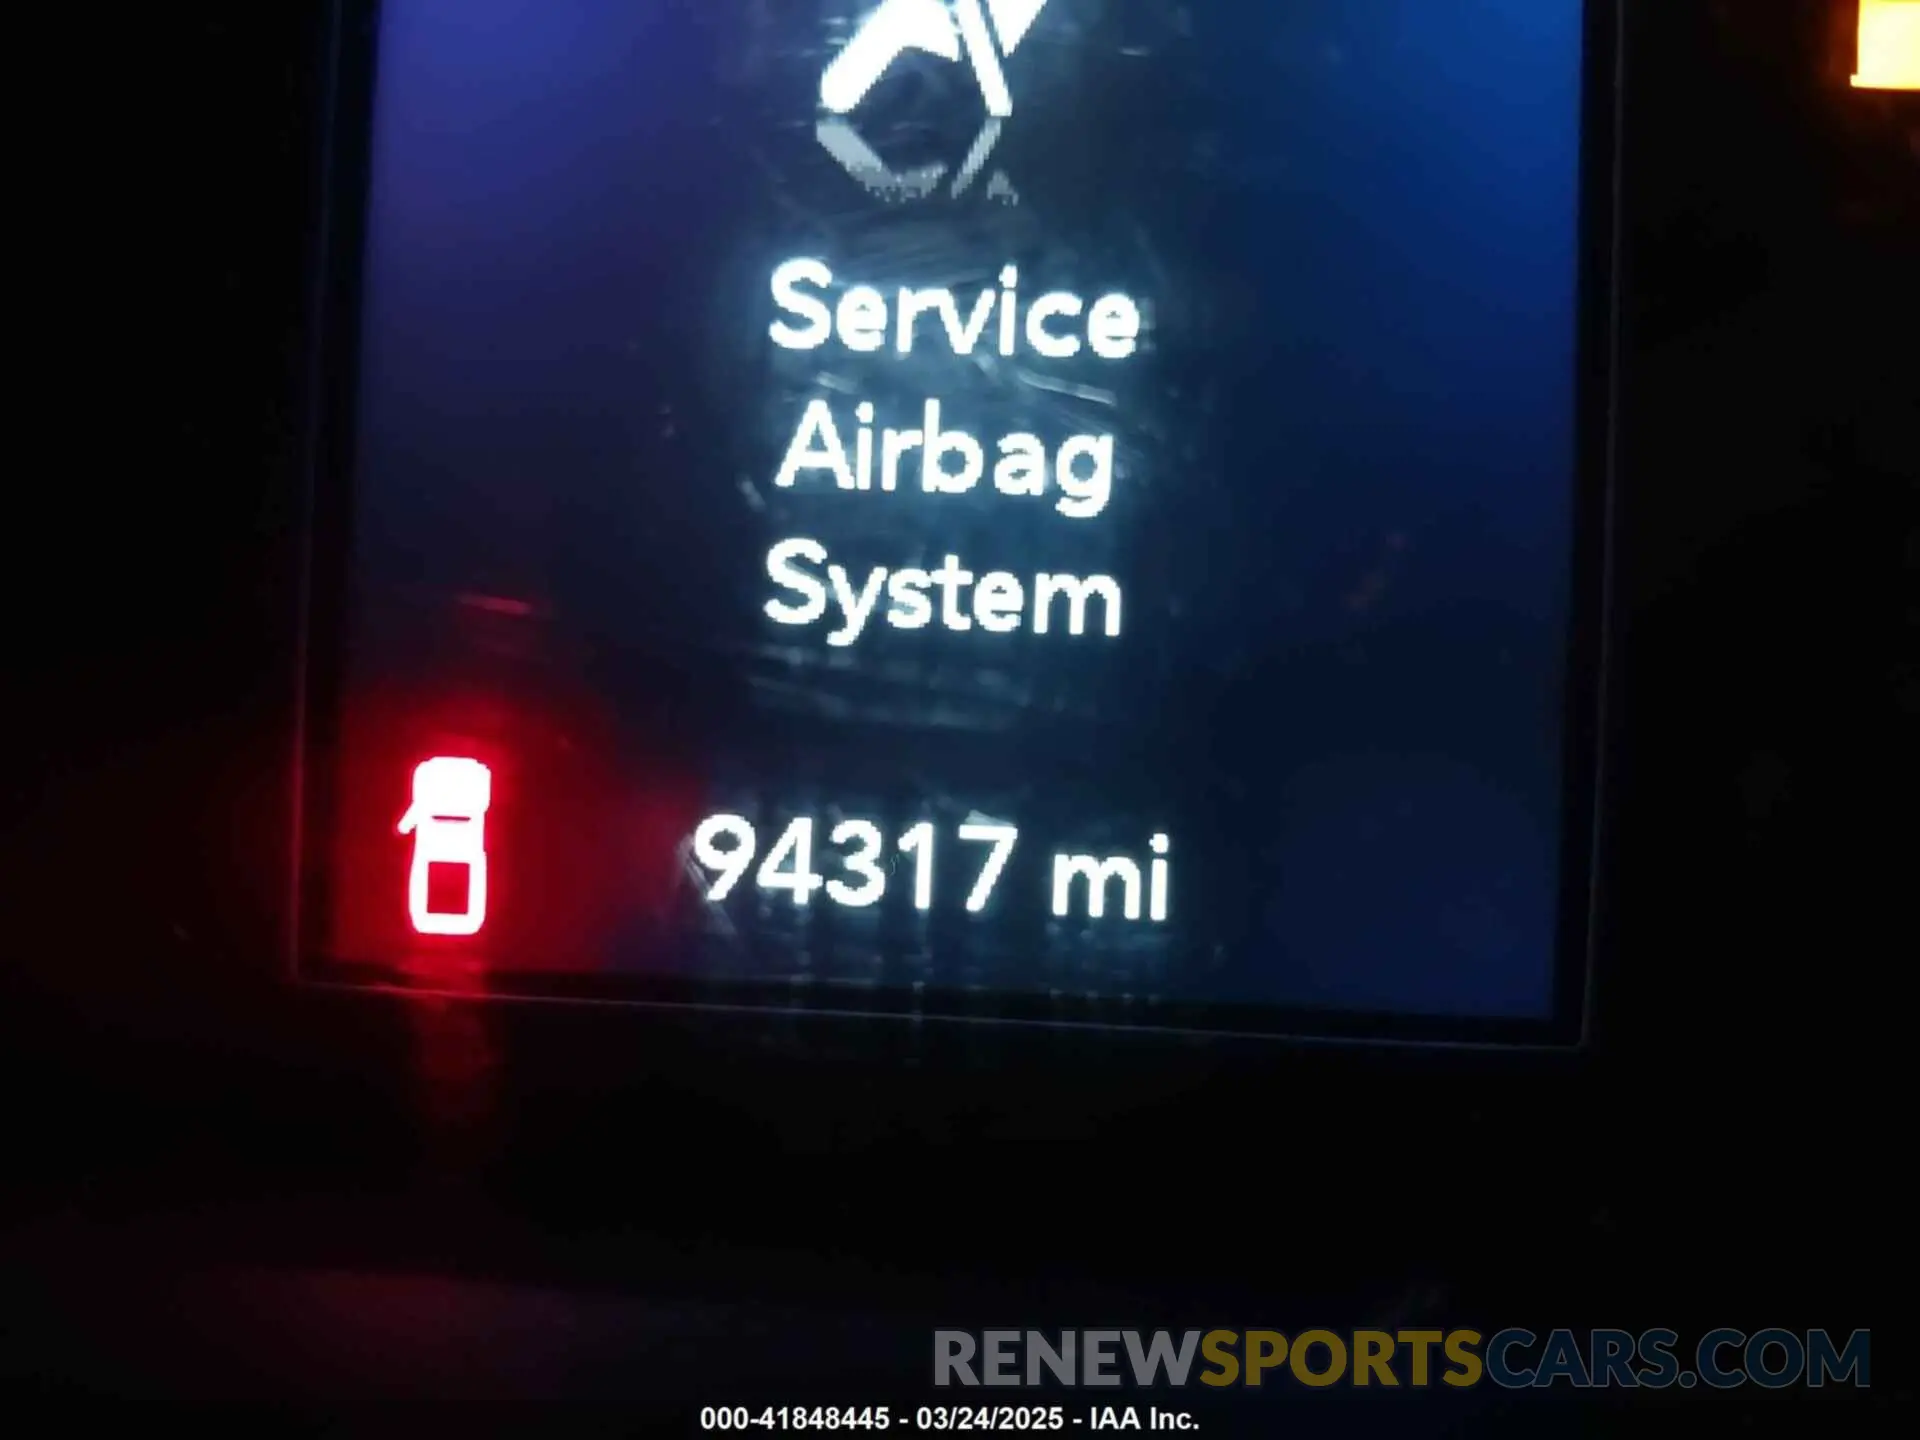 Service
Airbag
System
94317 mi
RENEWSPORTSCARS.COM
000-41848445 - 03/24/2025 - IAA Inc.